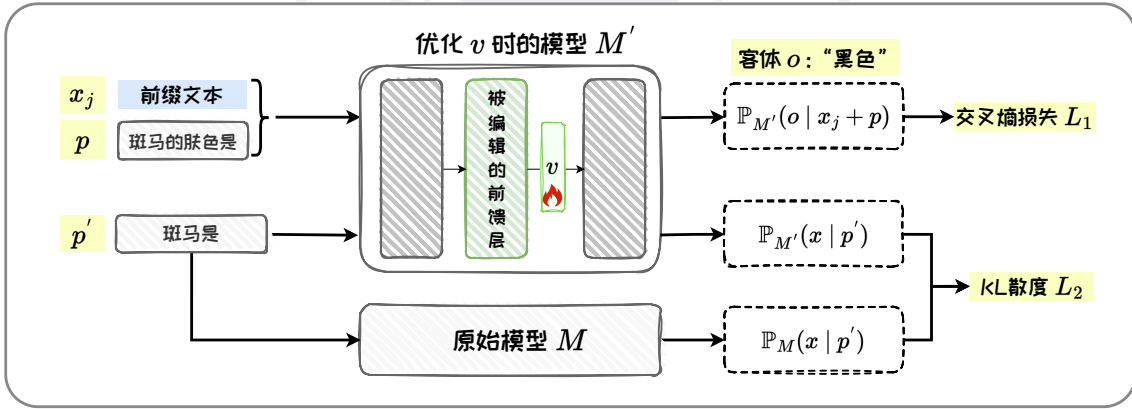 优化 v 时的模型 M′
x_j 前缀文本
p 斑马的肤色是
p′ 斑马是
被编辑的前馈层
v
客体 o：“黑色”
ℙ_{M′}(o | x_j + p)
交叉熵损失 L_1
ℙ_{M′}(x | p′)
KL散度 L_2
原始模型 M
ℙ_M(x | p′)